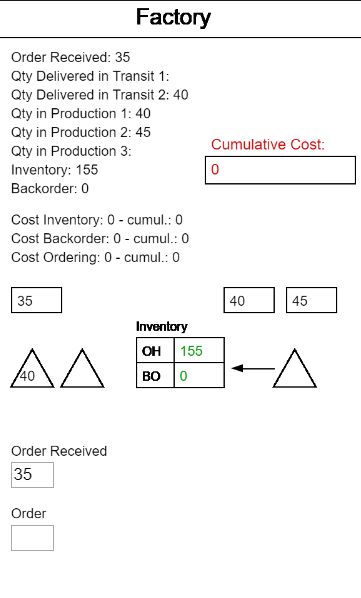 Factory
Order Received: 35
Qty Delivered in Transit 1:
Qty Delivered in Transit 2: 40
Qty in Production 1: 40
Qty in Production 2: 45
Qty in Production 3:
Inventory: 155
Backorder: 0
Cumulative Cost:
0
Cost Inventory: 0 - cumul.: 0
Cost Backorder: 0 - cumul.: 0
Cost Ordering: 0 - cumul.: 0
35 40 45
Inventory
OH 155
BO 0
40
Order Received
35
Order